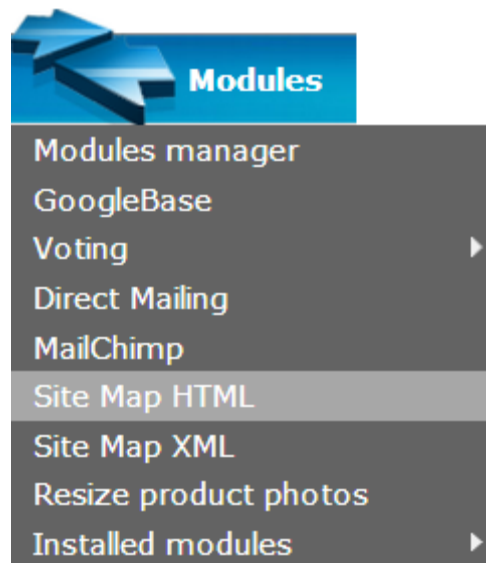 Modules
Modules manager
GoogleBase
Voting
Direct Mailing
MailChimp
Site Map HTML
Site Map XML
Resize product photos
Installed modules